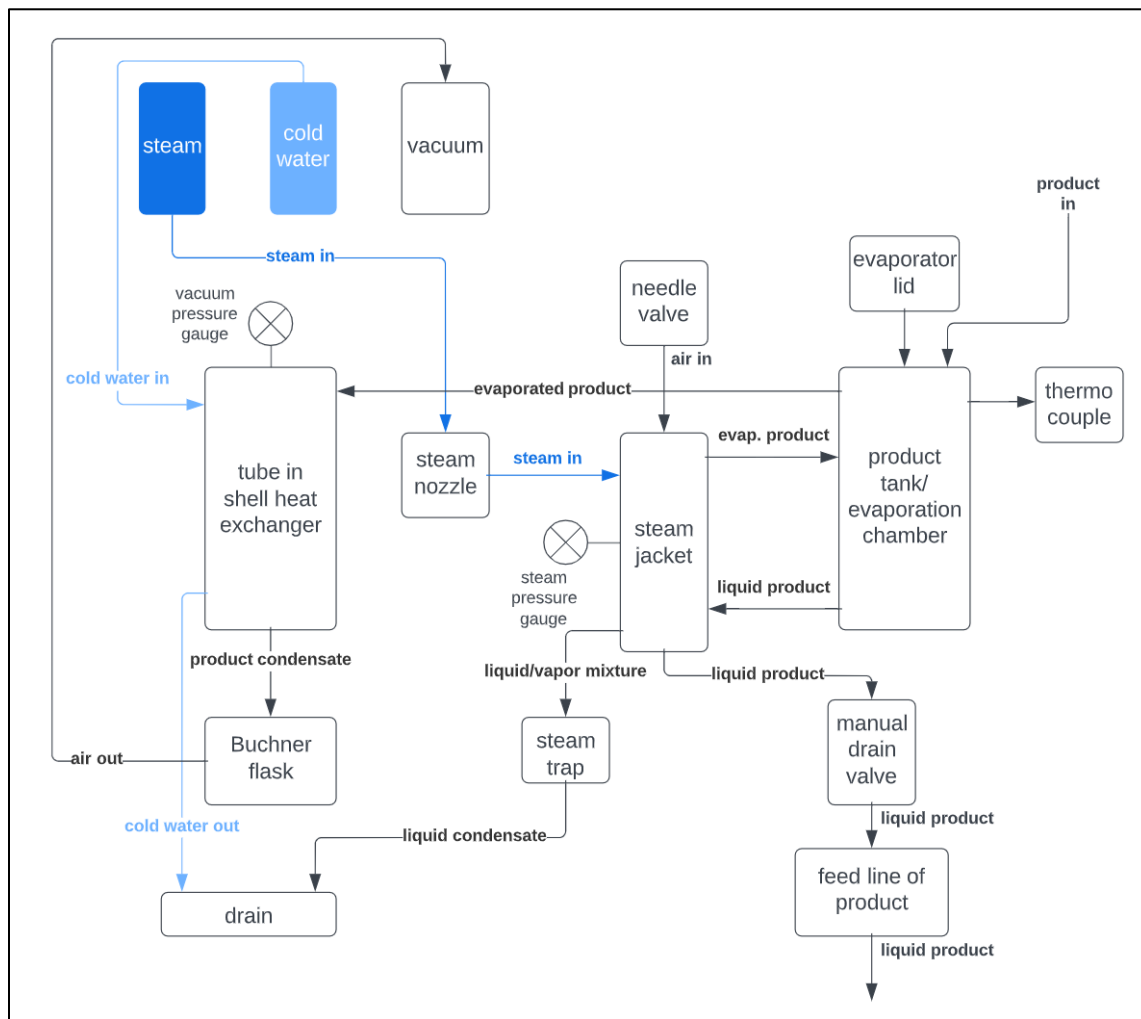 steam
cold
water
vacuum
product
in
steam in
evaporator
lid
needle
valve
vacuum
pressure
gauge
air in
cold water in
evaporated product
thermo
couple
evap. product
steam
nozzle
steam in
tube in
shell heat
exchanger
product
tank/
evaporation
chamber
steam
jacket
steam
pressure
gauge
liquid product
product condensate
liquid/vapor mixture
liquid product
Buchner
flask
air out
steam
trap
manual
drain
valve
cold water out
liquid condensate
liquid product
feed line of
product
drain
liquid product